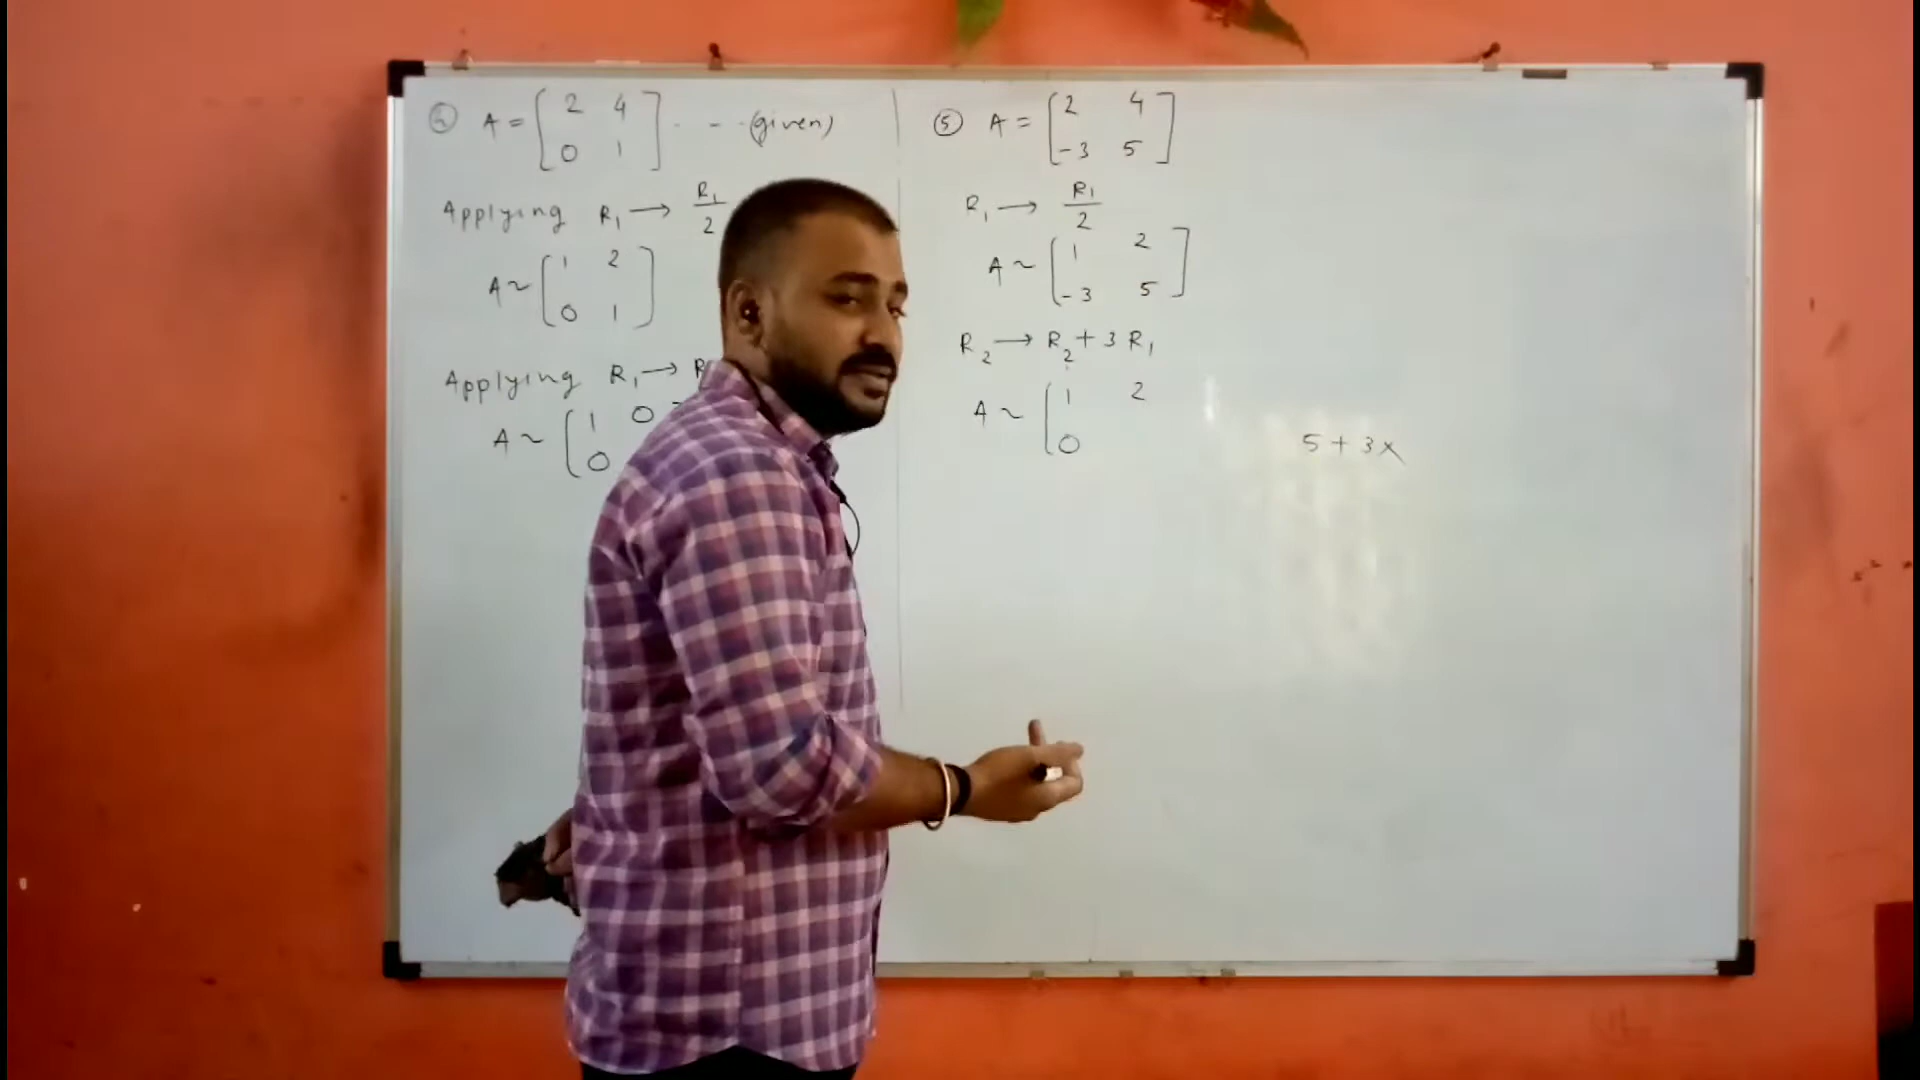 ④ A = [ 2 4
0 1 ] - - - (given)
Applying R₁ → R₁/2
A ~ [ 1 2
0 1 ]
Applying R₁ → R
A ~ [ 1 0
0
⑤ A = [ 2 4
-3 5 ]
R₁ → R₁/2
A ~ [ 1 2
-3 5 ]
R₂ → R₂ + 3 R₁
A ~ [ 1 2
0
5 + 3 ×